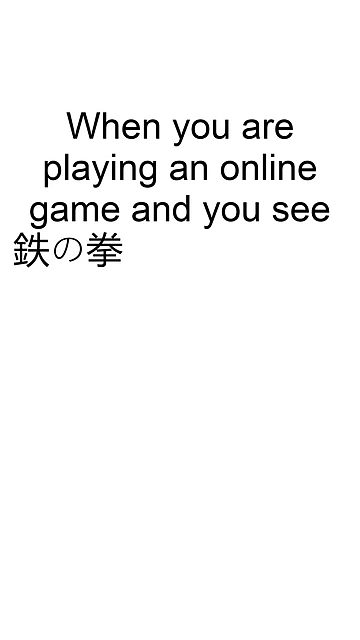 When you are
playing an online
game and you see
鉄の拳